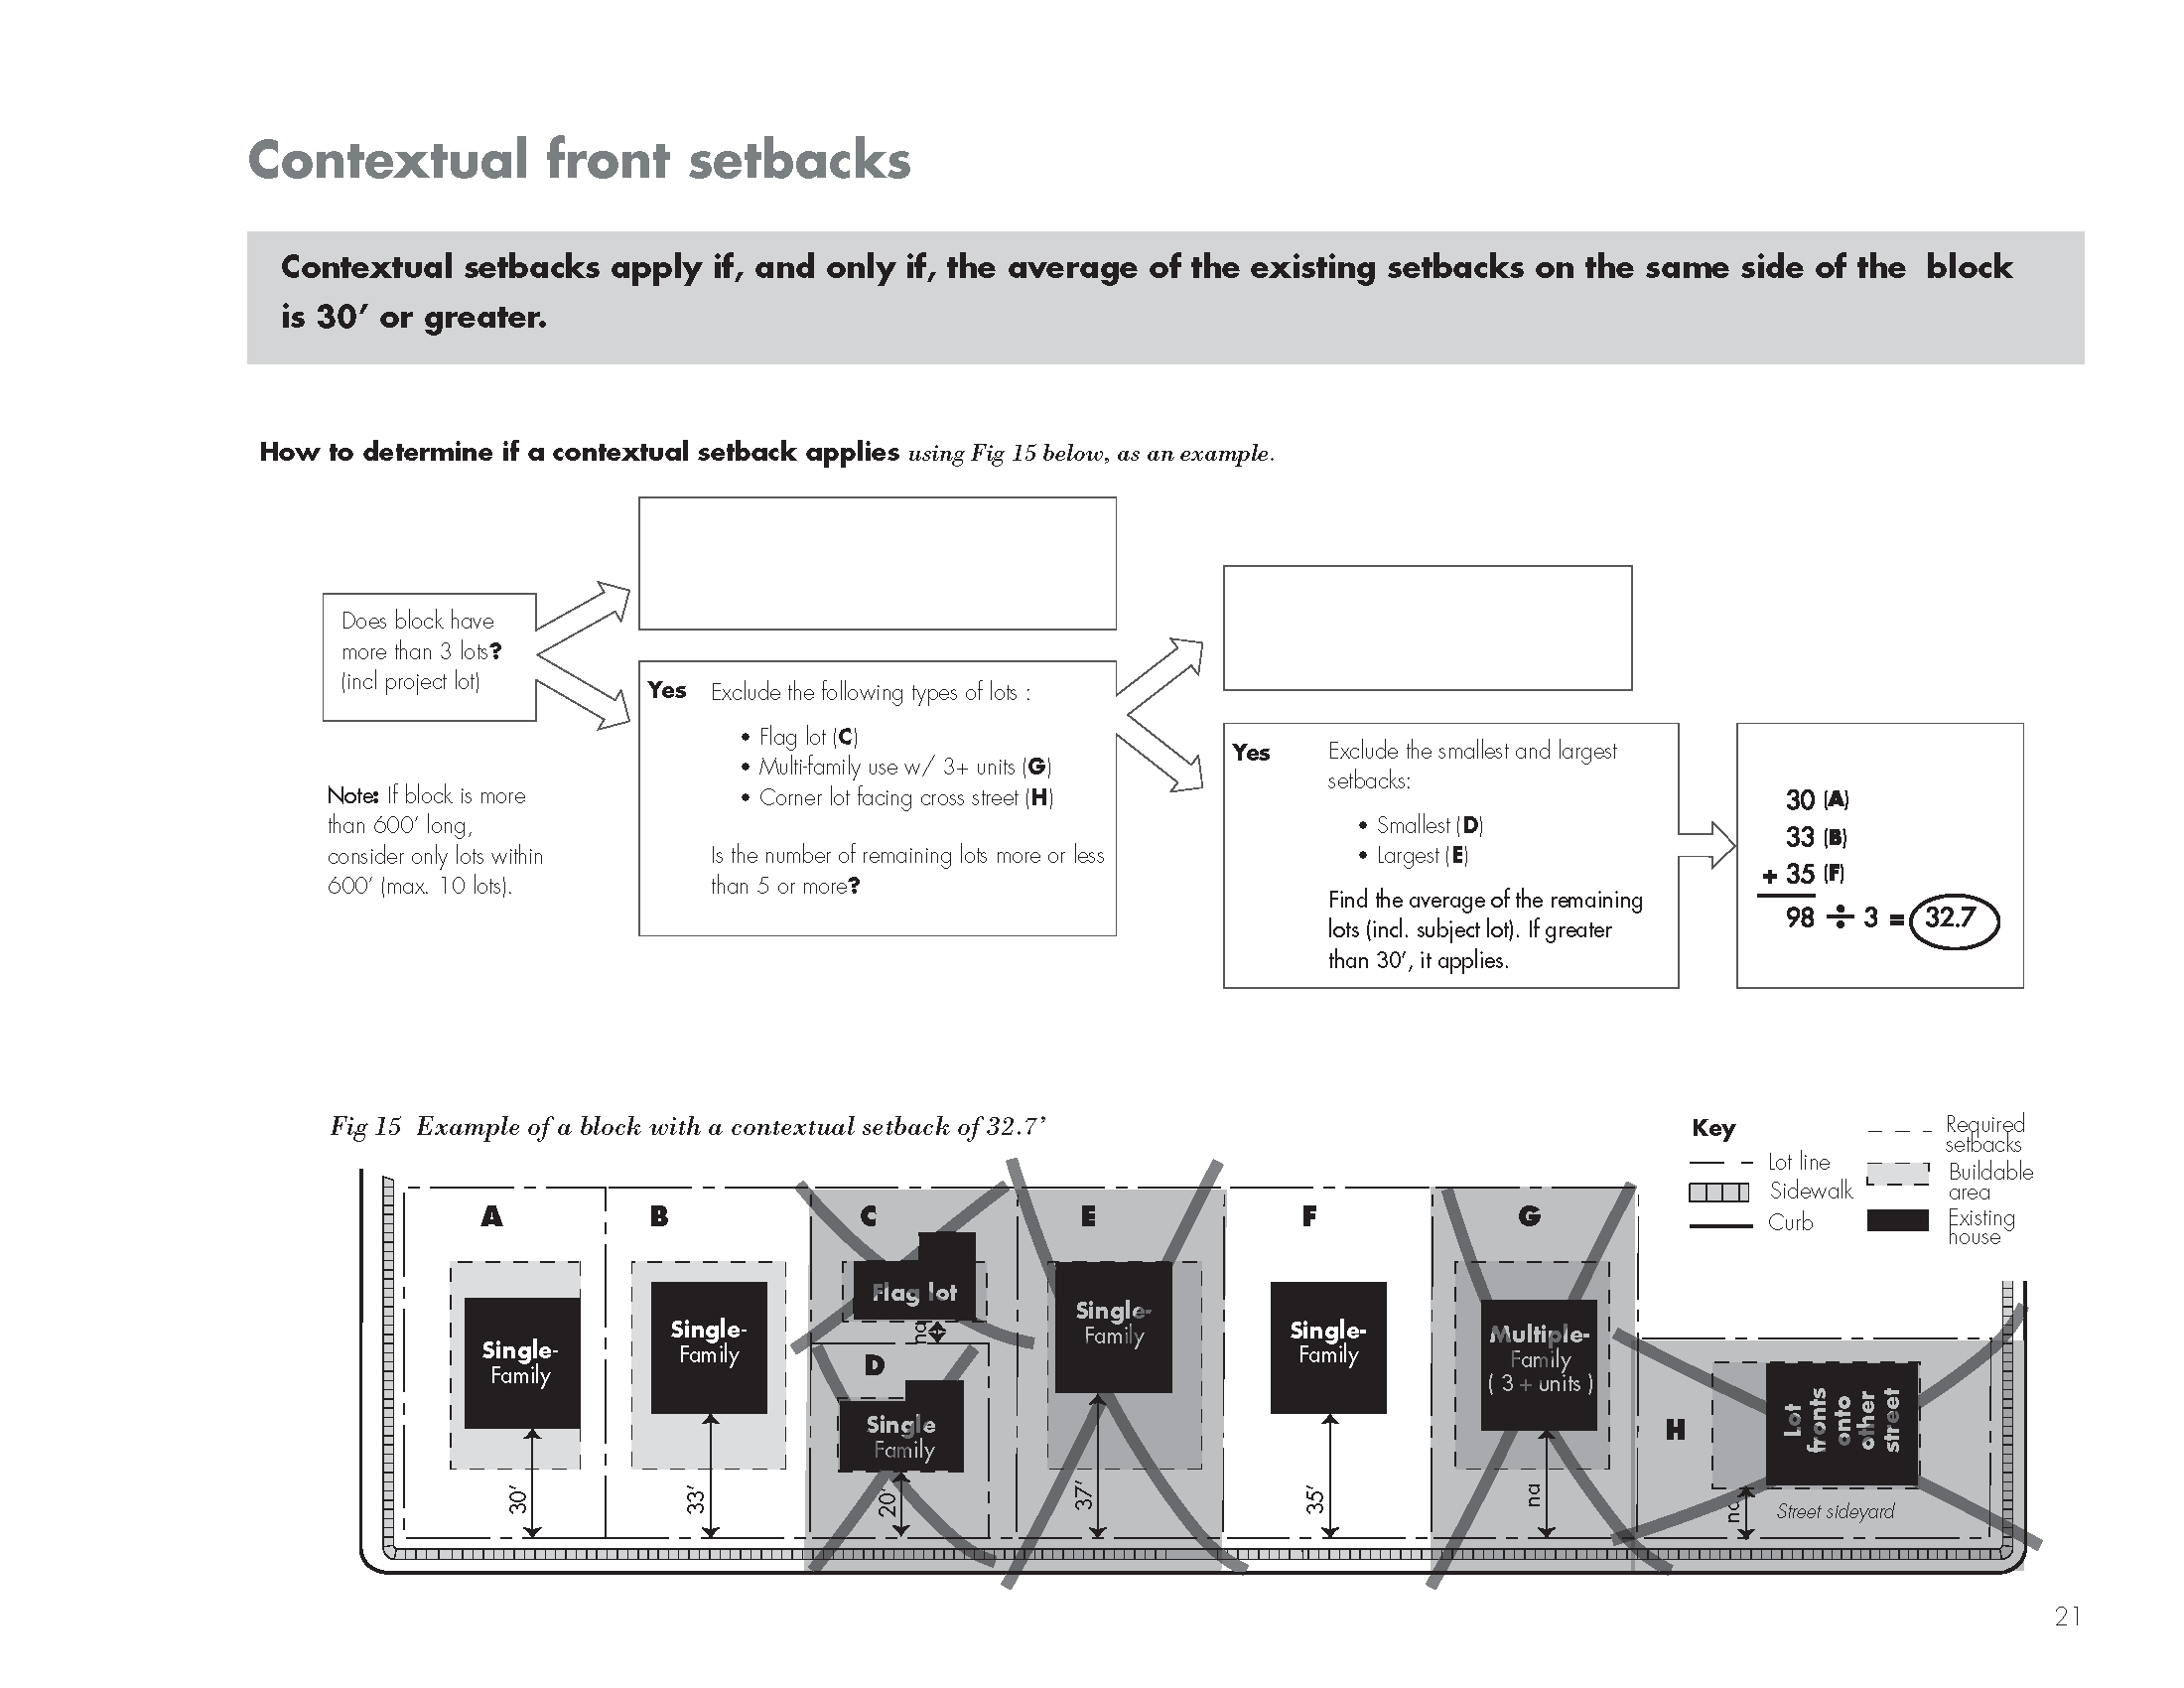 Contextual front setbacks
Contextual setbacks apply if, and only if, the average of the existing setbacks on the same side of the block
is 30’ or greater.
How to determine if a contextual setback applies using Fig 15 below, as an example.
Does block have
more than 3 lots?
(incl project lot)
Note: If block is more
than 600’ long,
consider only lots within
600’ (max. 10 lots).
Yes Exclude the following types of lots :
• Flag lot (C)
• Multi-family use w/ 3+ units (G)
• Corner lot facing cross street (H)
Is the number of remaining lots more or less
than 5 or more?
Yes Exclude the smallest and largest
setbacks:
• Smallest (D)
• Largest (E)
Find the average of the remaining
lots (incl. subject lot). If greater
than 30’, it applies.
30 (A)
33 (B)
+ 35 (F)
98 ÷ 3 = 32.7
Fig 15 Example of a block with a contextual setback of 32.7’
Key
Lot line
Sidewalk
Curb
Required
setbacks
Buildable
area
Existing
house
A
Single-
Family
30’
B
Single-
Family
33’
C
Flag lot
na
D
Single
Family
20’
E
Single-
Family
37’
F
Single-
Family
35’
G
Multiple-
Family
( 3 + units )
na
H
Lot
fronts
onto
other
street
na
Street sideyard
21